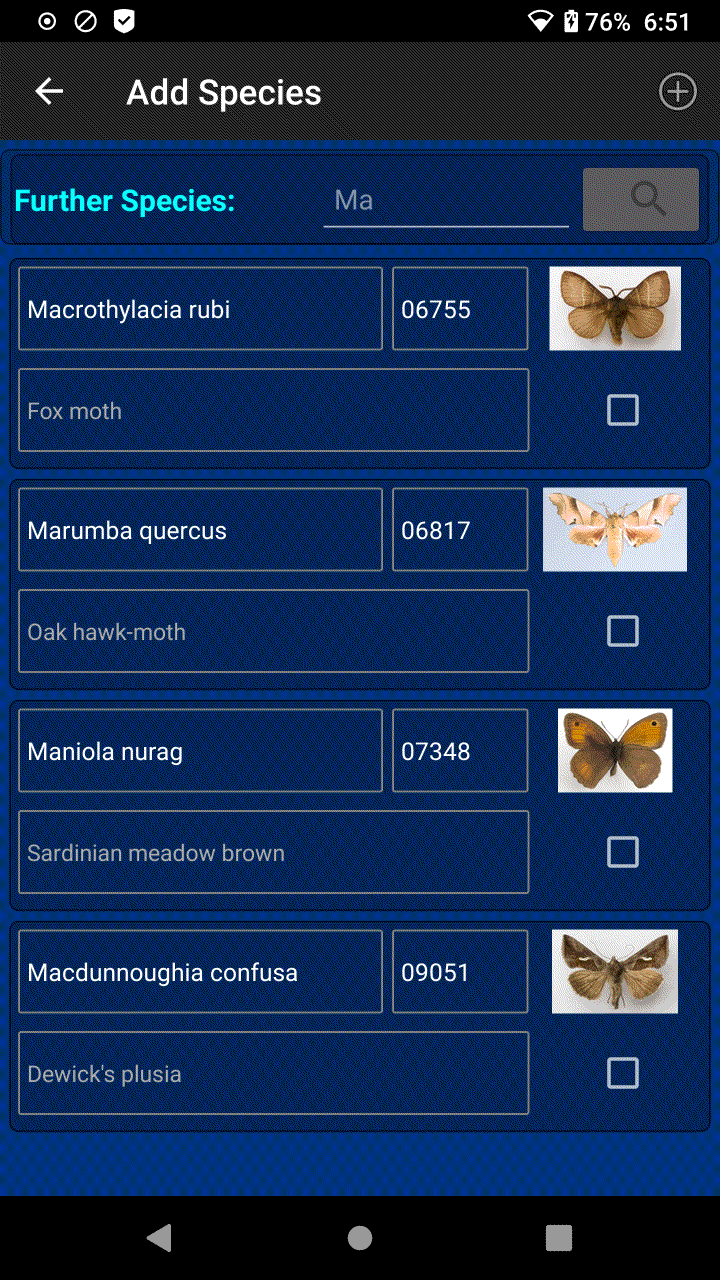 76% 6:51
Add Species
Further Species: Ma
Macrothylacia rubi 06755
Fox moth
Marumba quercus 06817
Oak hawk-moth
Maniola nurag 07348
Sardinian meadow brown
Macdunnoughia confusa 09051
Dewick's plusia